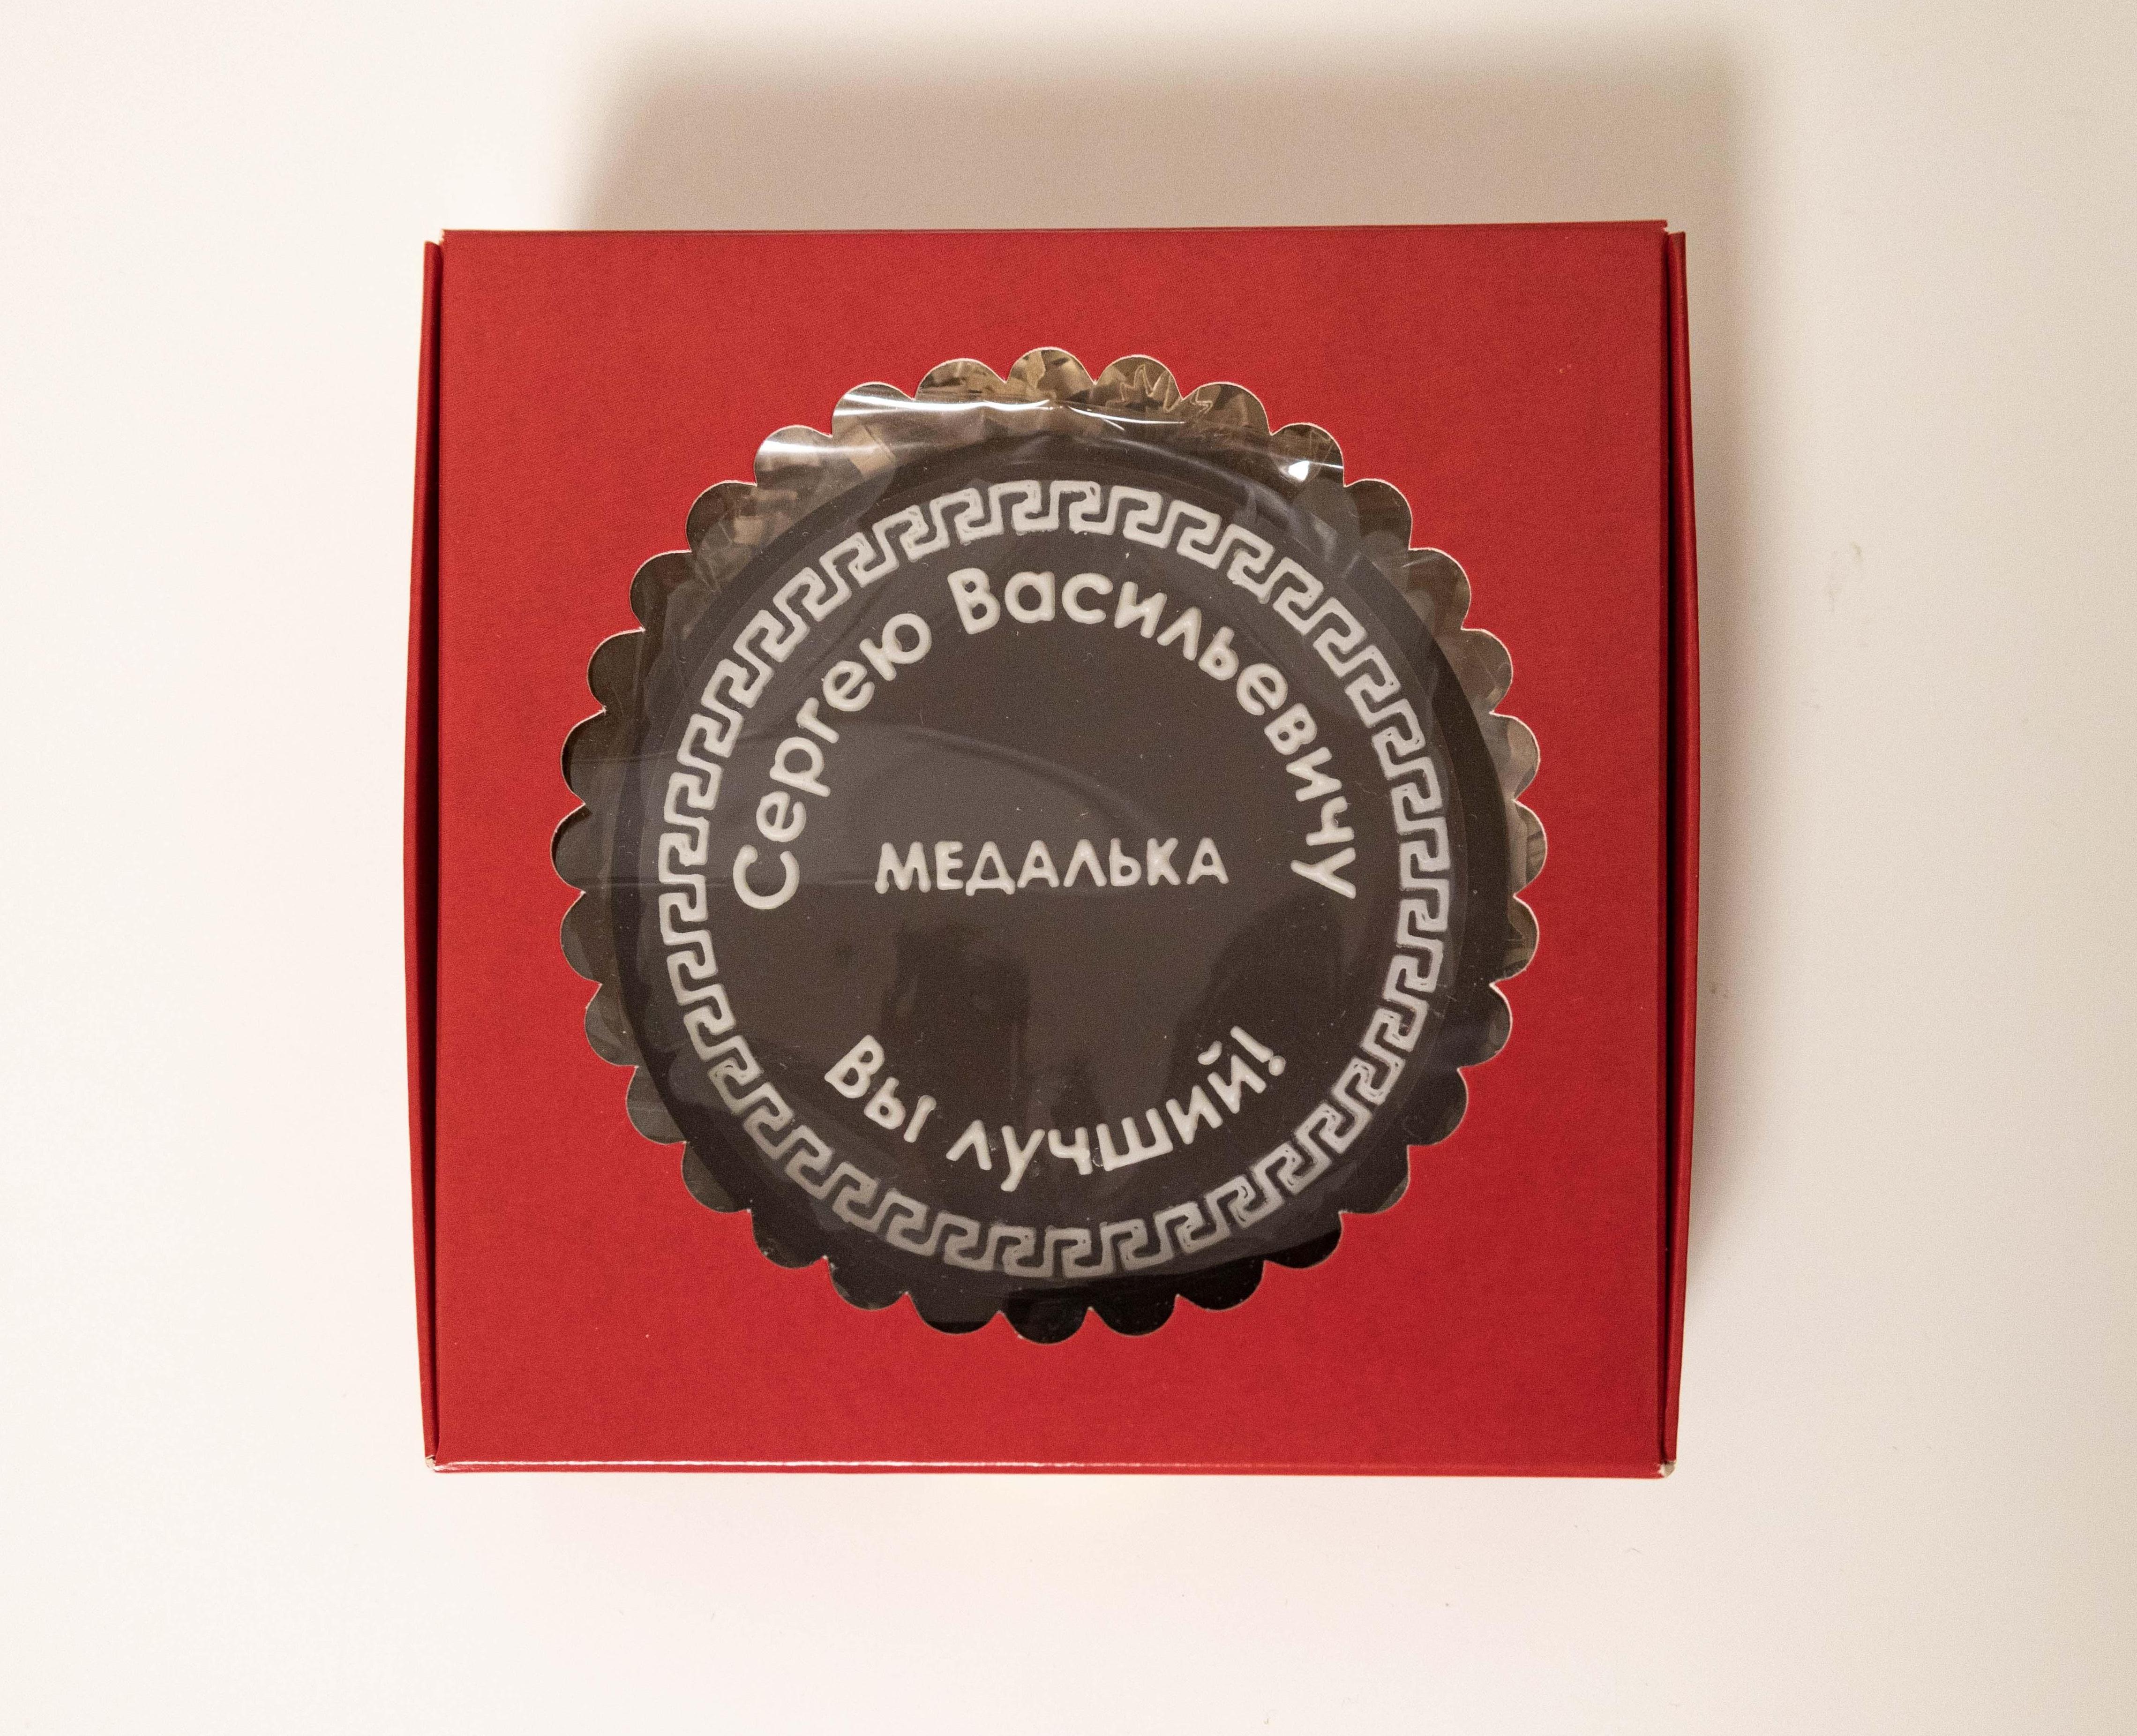 Сергею Васильевичу
МЕДАЛЬКА
Вы лучший!